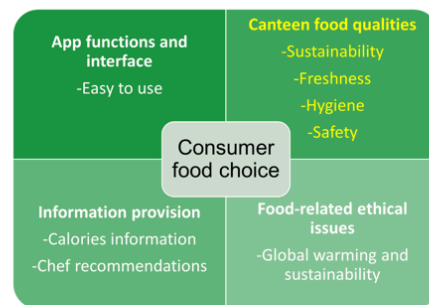 App functions and
interface
-Easy to use
Canteen food qualities
-Sustainability
-Freshness
-Hygiene
-Safety
Consumer
food choice
Information provision
-Calories information
-Chef recommendations
Food-related ethical
issues
-Global warming and
sustainability